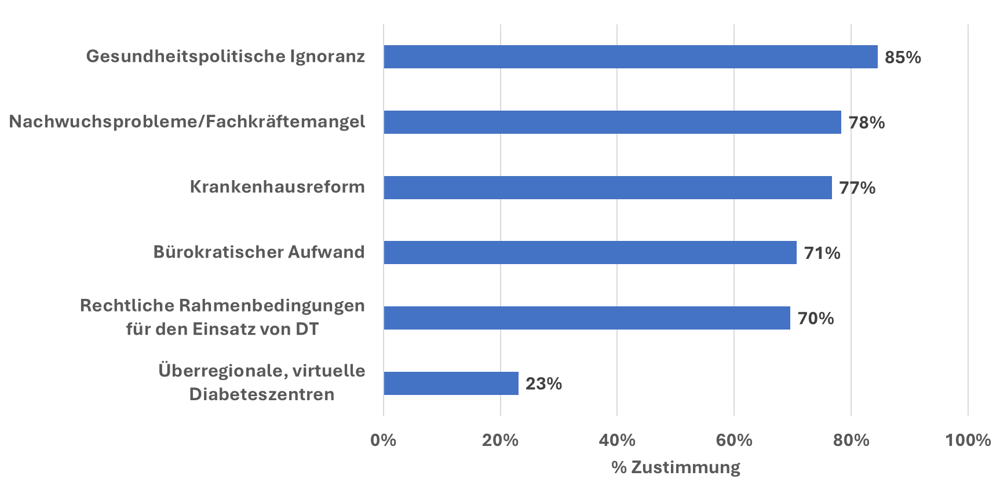 Gesundheitspolitische Ignoranz
85%
Nachwuchsprobleme/Fachkräftemangel
78%
Krankenhausreform
77%
Bürokratischer Aufwand
71%
Rechtliche Rahmenbedingungen
für den Einsatz von DT
70%
Überregionale, virtuelle
Diabeteszentren
23%
0%
20%
40%
60%
80%
100%
% Zustimmung